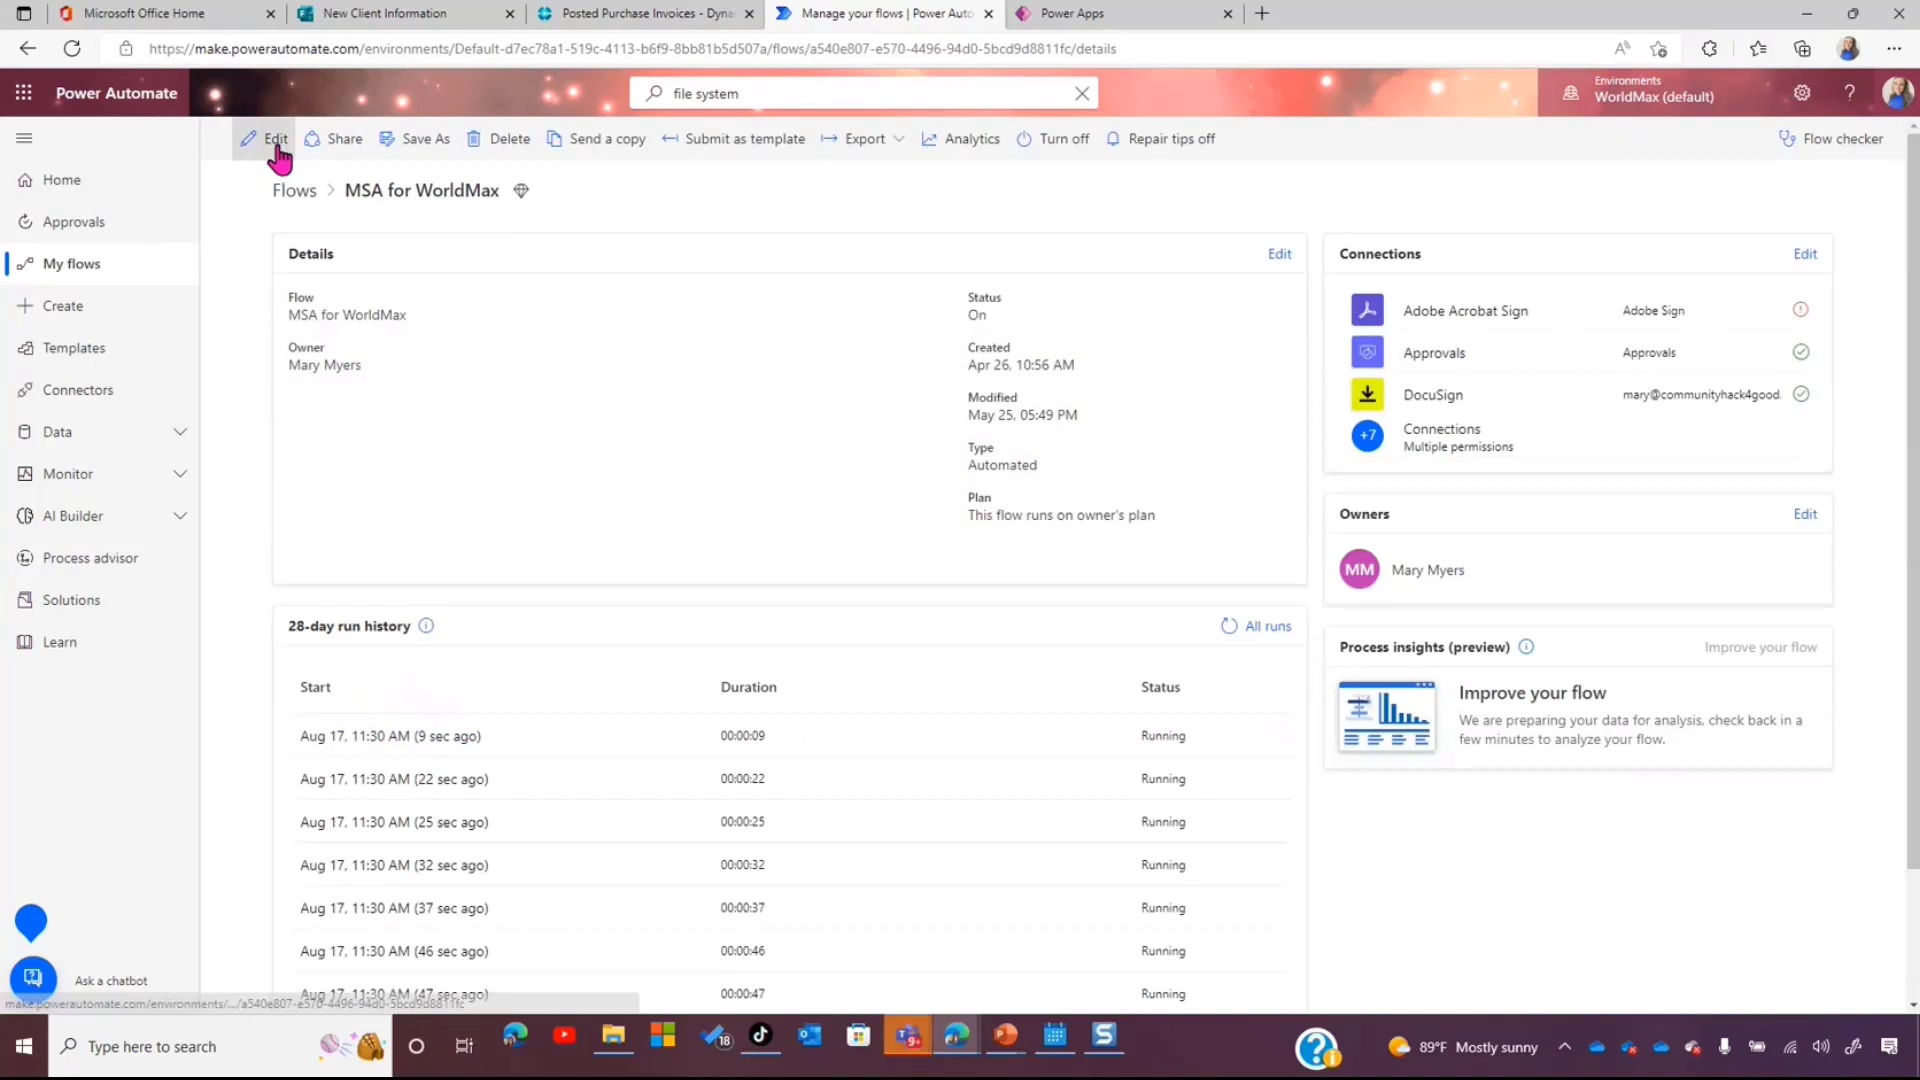 Microsoft Office Home
New Client Information
Posted Purchase Invoices - Dyna
Manage your flows | Power Auto
Power Apps
https://make.powerautomate.com/environments/Default-d7ec78a1-519c-4113-b6f9-8bb81b5d507a/flows/a540e807-e570-4496-94d0-5bcd9d8811fc/details
Power Automate
file system
Environments
WorldMax (default)
Edit
Share
Save As
Delete
Send a copy
Submit as template
Export
Analytics
Turn off
Repair tips off
Flow checker
Home
Approvals
My flows
Create
Templates
Connectors
Data
Monitor
AI Builder
Process advisor
Solutions
Learn
Ask a chatbot
Flows > MSA for WorldMax
Details
Edit
Flow
MSA for WorldMax
Owner
Mary Myers
Status
On
Created
Apr 26, 10:56 AM
Modified
May 25, 05:49 PM
Type
Automated
Plan
This flow runs on owner's plan
28-day run history
All runs
Start Duration Status
Aug 17, 11:30 AM (9 sec ago) 00:00:09 Running
Aug 17, 11:30 AM (22 sec ago) 00:00:22 Running
Aug 17, 11:30 AM (25 sec ago) 00:00:25 Running
Aug 17, 11:30 AM (32 sec ago) 00:00:32 Running
Aug 17, 11:30 AM (37 sec ago) 00:00:37 Running
Aug 17, 11:30 AM (46 sec ago) 00:00:46 Running
Aug 17, 11:30 AM (47 sec ago) 00:00:47 Running
Connections
Edit
Adobe Acrobat Sign Adobe Sign
Approvals Approvals
DocuSign mary@communityhack4good.
+7
Connections
Multiple permissions
Owners
Edit
MM
Mary Myers
Process insights (preview)
Improve your flow
Improve your flow
We are preparing your data for analysis, check back in a
few minutes to analyze your flow.
make.powerautomate.com/environments/.../a540e807-e570-4496-94d0-5bcd9d8811fc
Type here to search
18
9+
89°F Mostly sunny